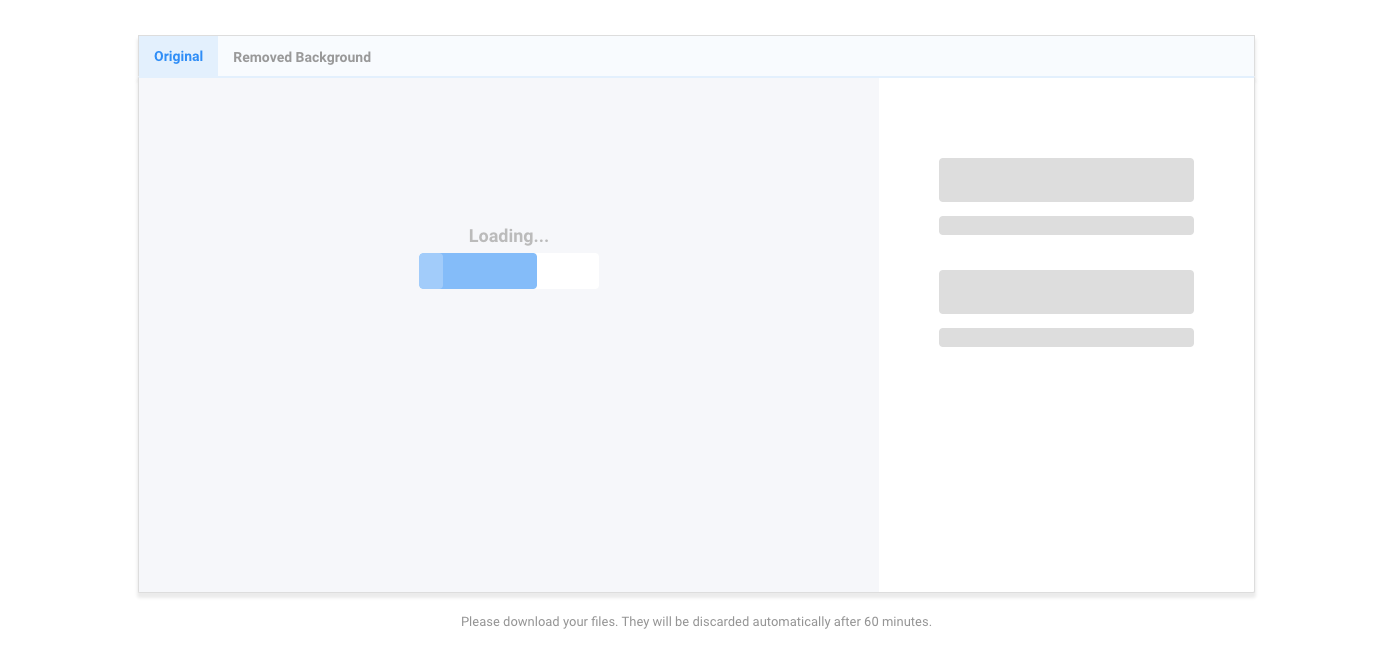 Original
Removed Background
Loading...
Please download your files. They will be discarded automatically after 60 minutes.